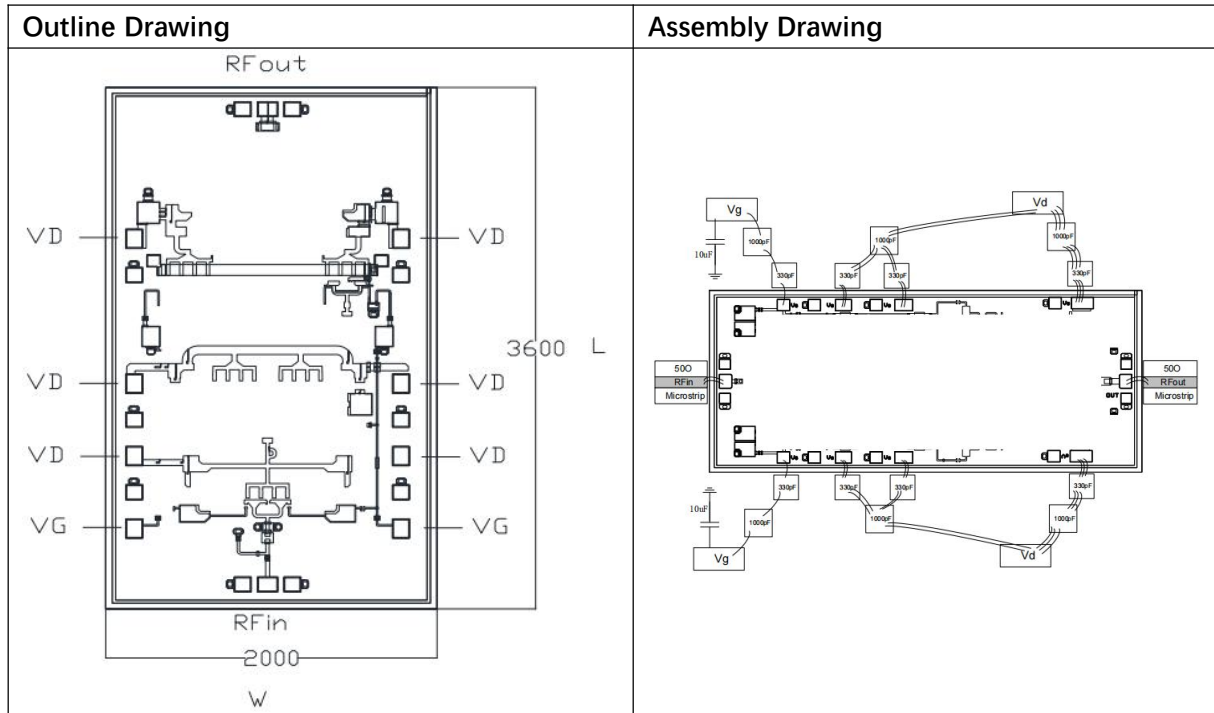 Outline Drawing
Assembly Drawing
RFout
VD
VD
3600 L
VD
VD
VD
VD
VG
VG
RFin
2000
W
Vg
Vd
1000pF
1000pF
1000pF
10uF
330pF
330pF
330pF
330pF
50O
RFin
Microstrip
50O
RFout
Microstrip
OUT
330pF
330pF
330pF
330pF
10uF
1000pF
1000pF
1000pF
Vg
Vd